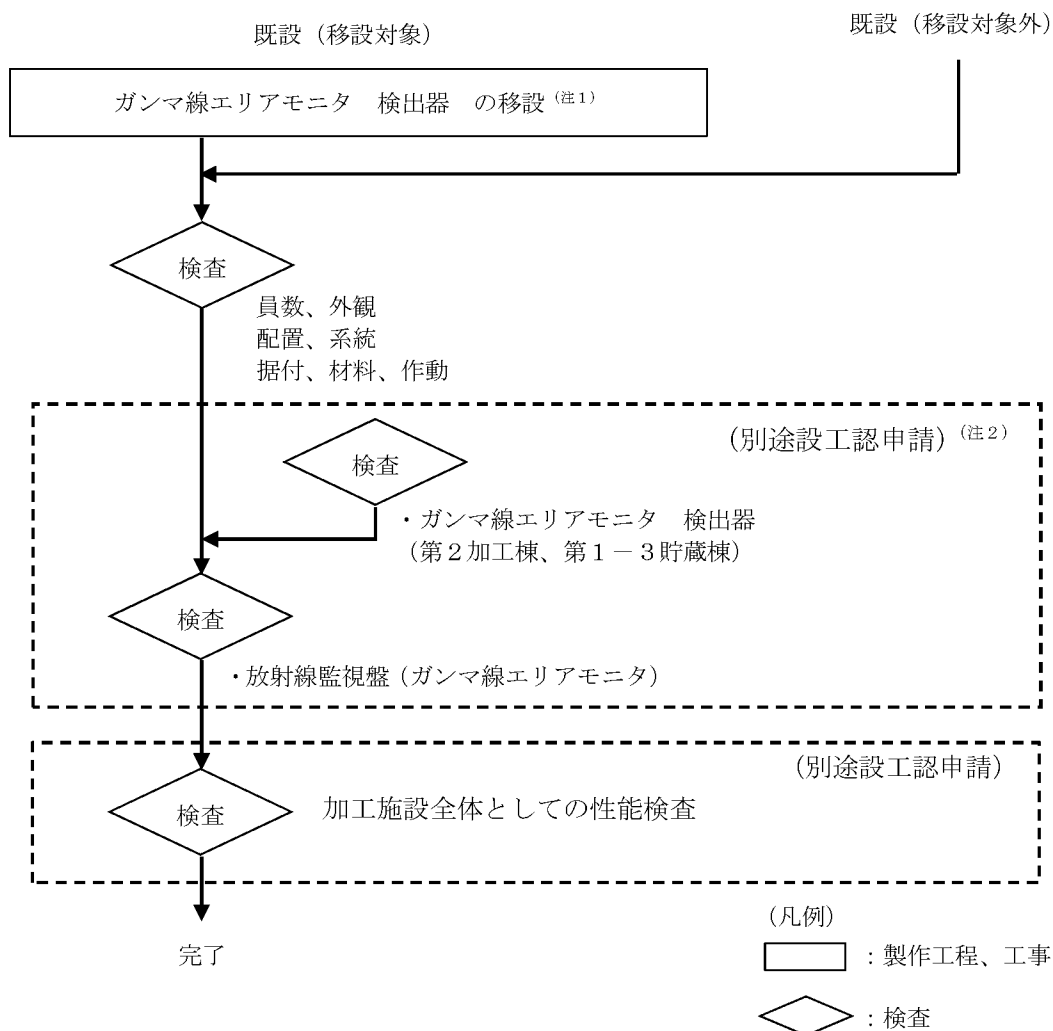 既設（移設対象）
既設（移設対象外）
ガンマ線エリアモニタ　検出器　の移設（注１）
検査
員数、外観
配置、系統
据付、材料、作動
（別途設工認申請）（注２）
検査
・ガンマ線エリアモニタ　検出器
（第２加工棟、第１－３貯蔵棟）
検査
・放射線監視盤（ガンマ線エリアモニタ）
（別途設工認申請）
検査
加工施設全体としての性能検査
完了
（凡例）
：製作工程、工事
：検査